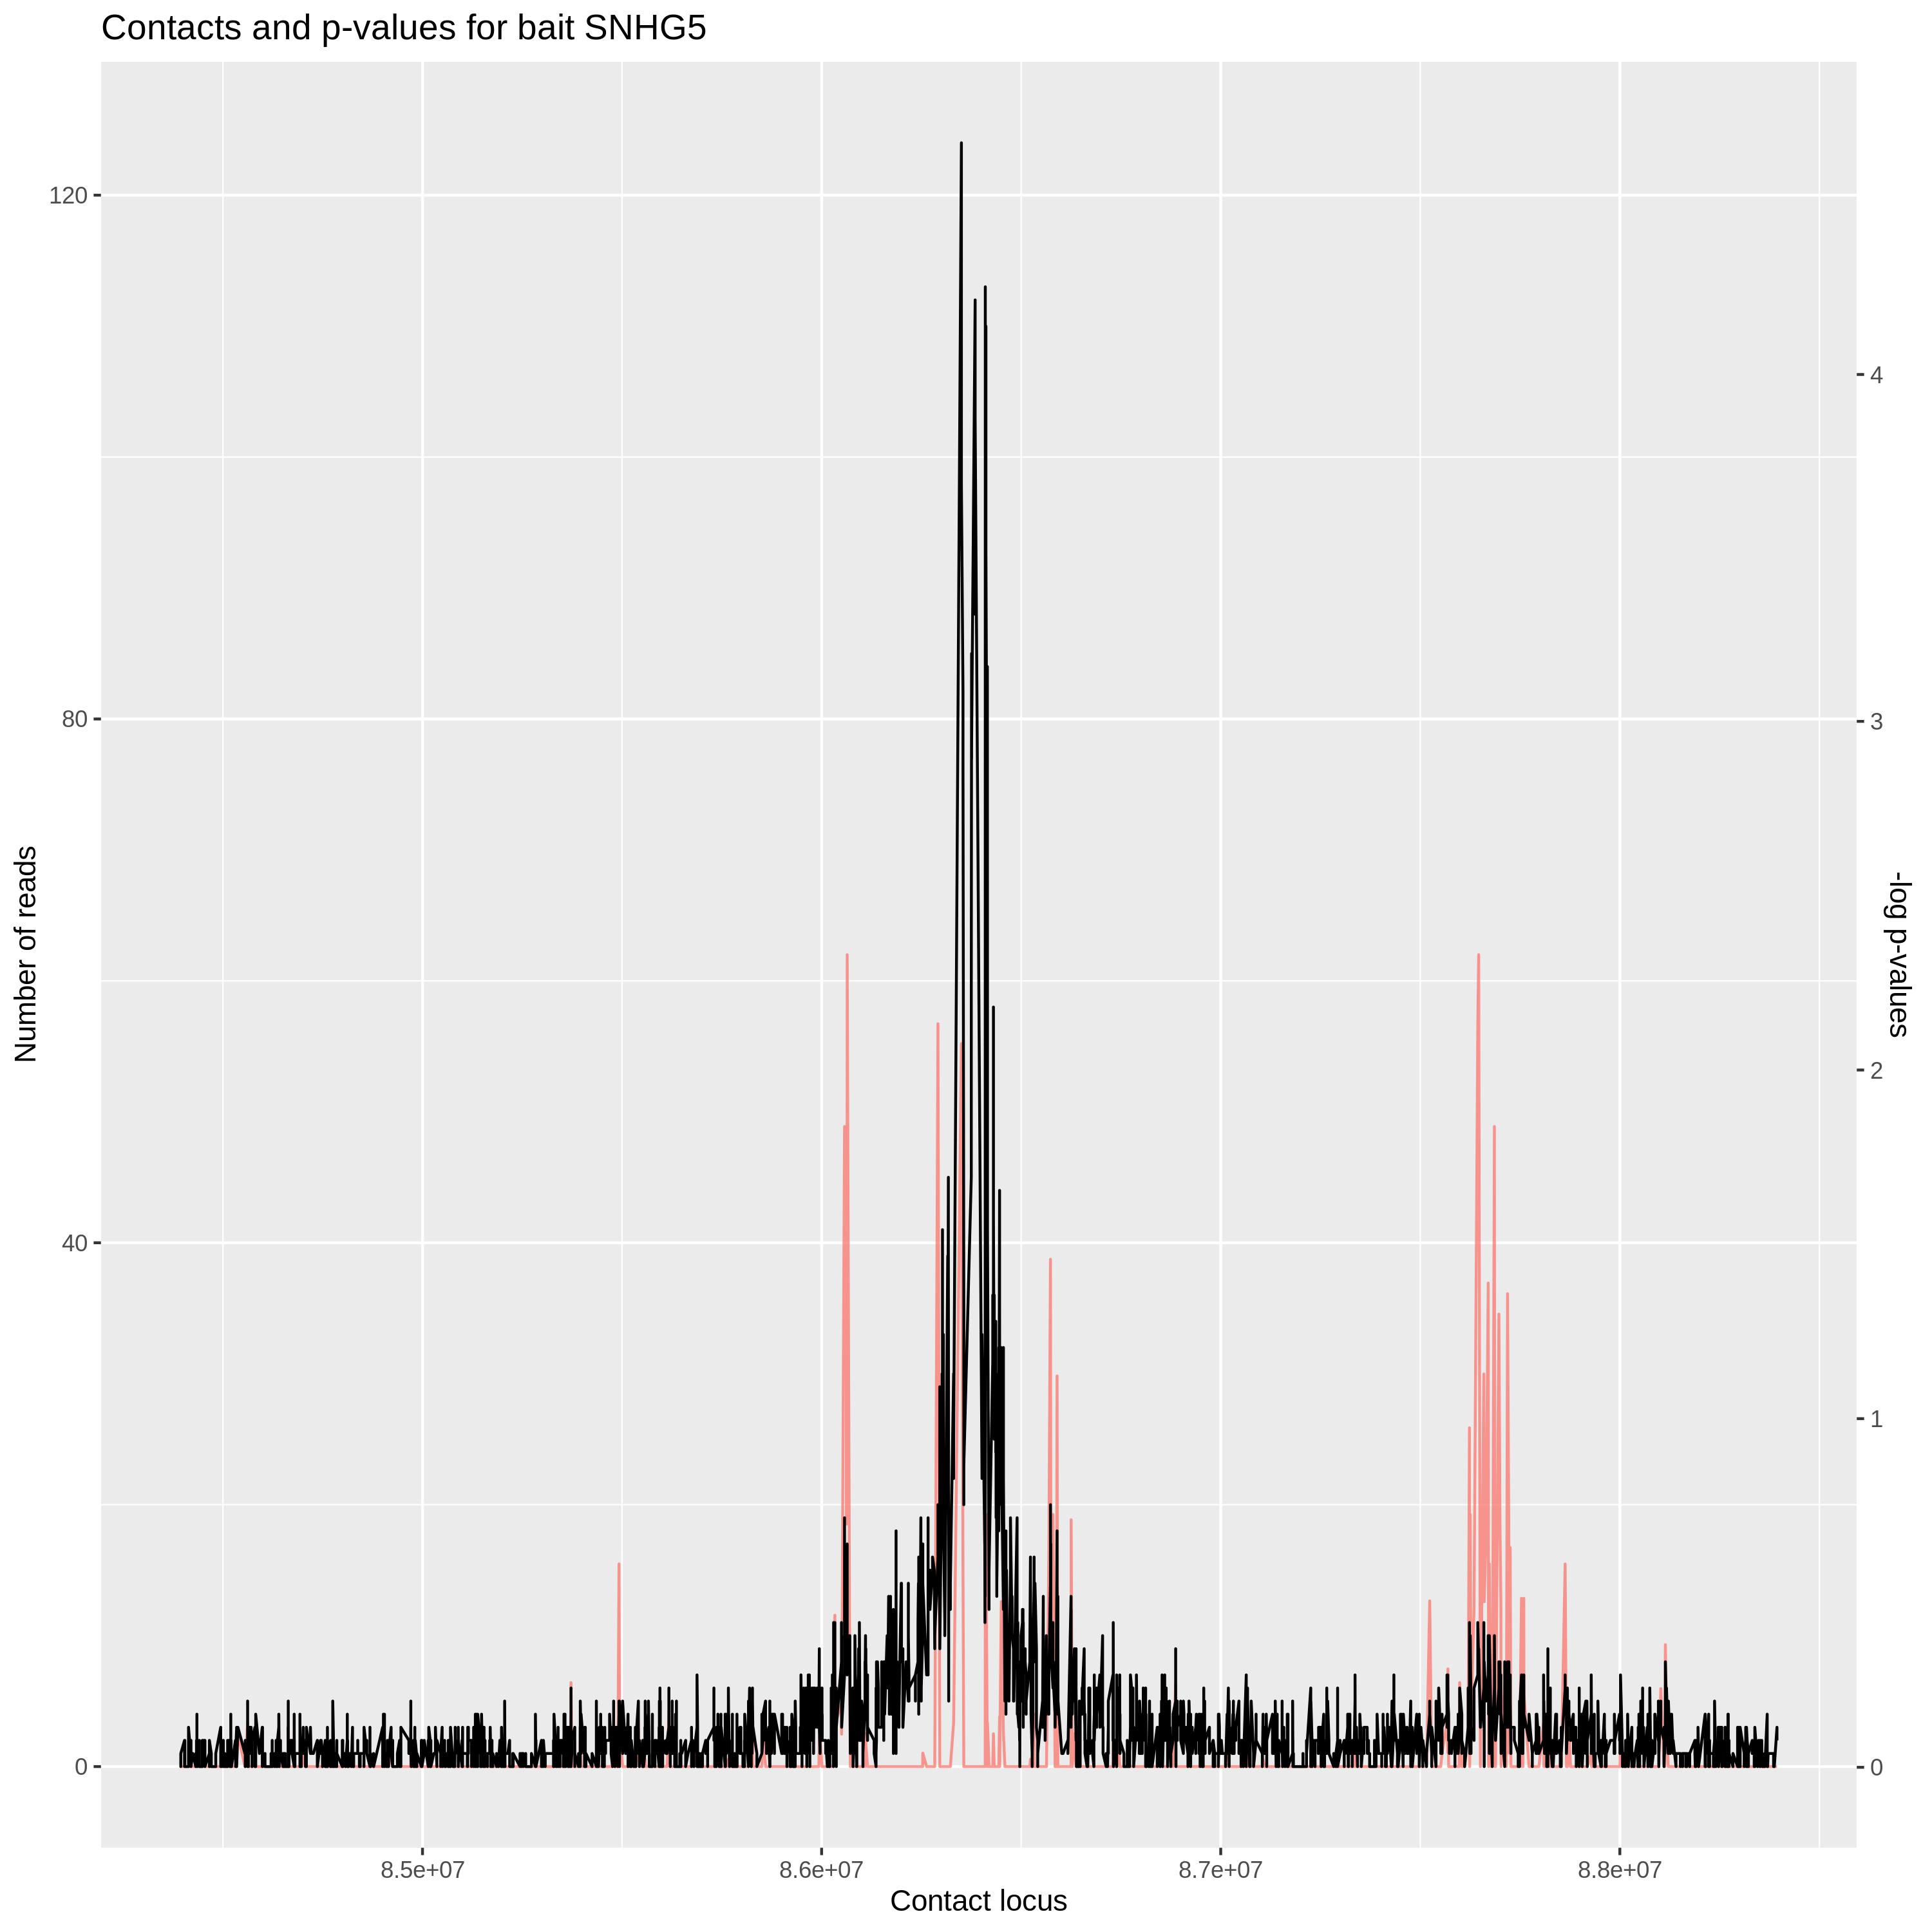 Contacts and p-values for bait SNHG5
120
80
40
0
Number of reads
4
3
2
1
0
-log p-values
8.5e+07
8.6e+07
8.7e+07
8.8e+07
Contact locus